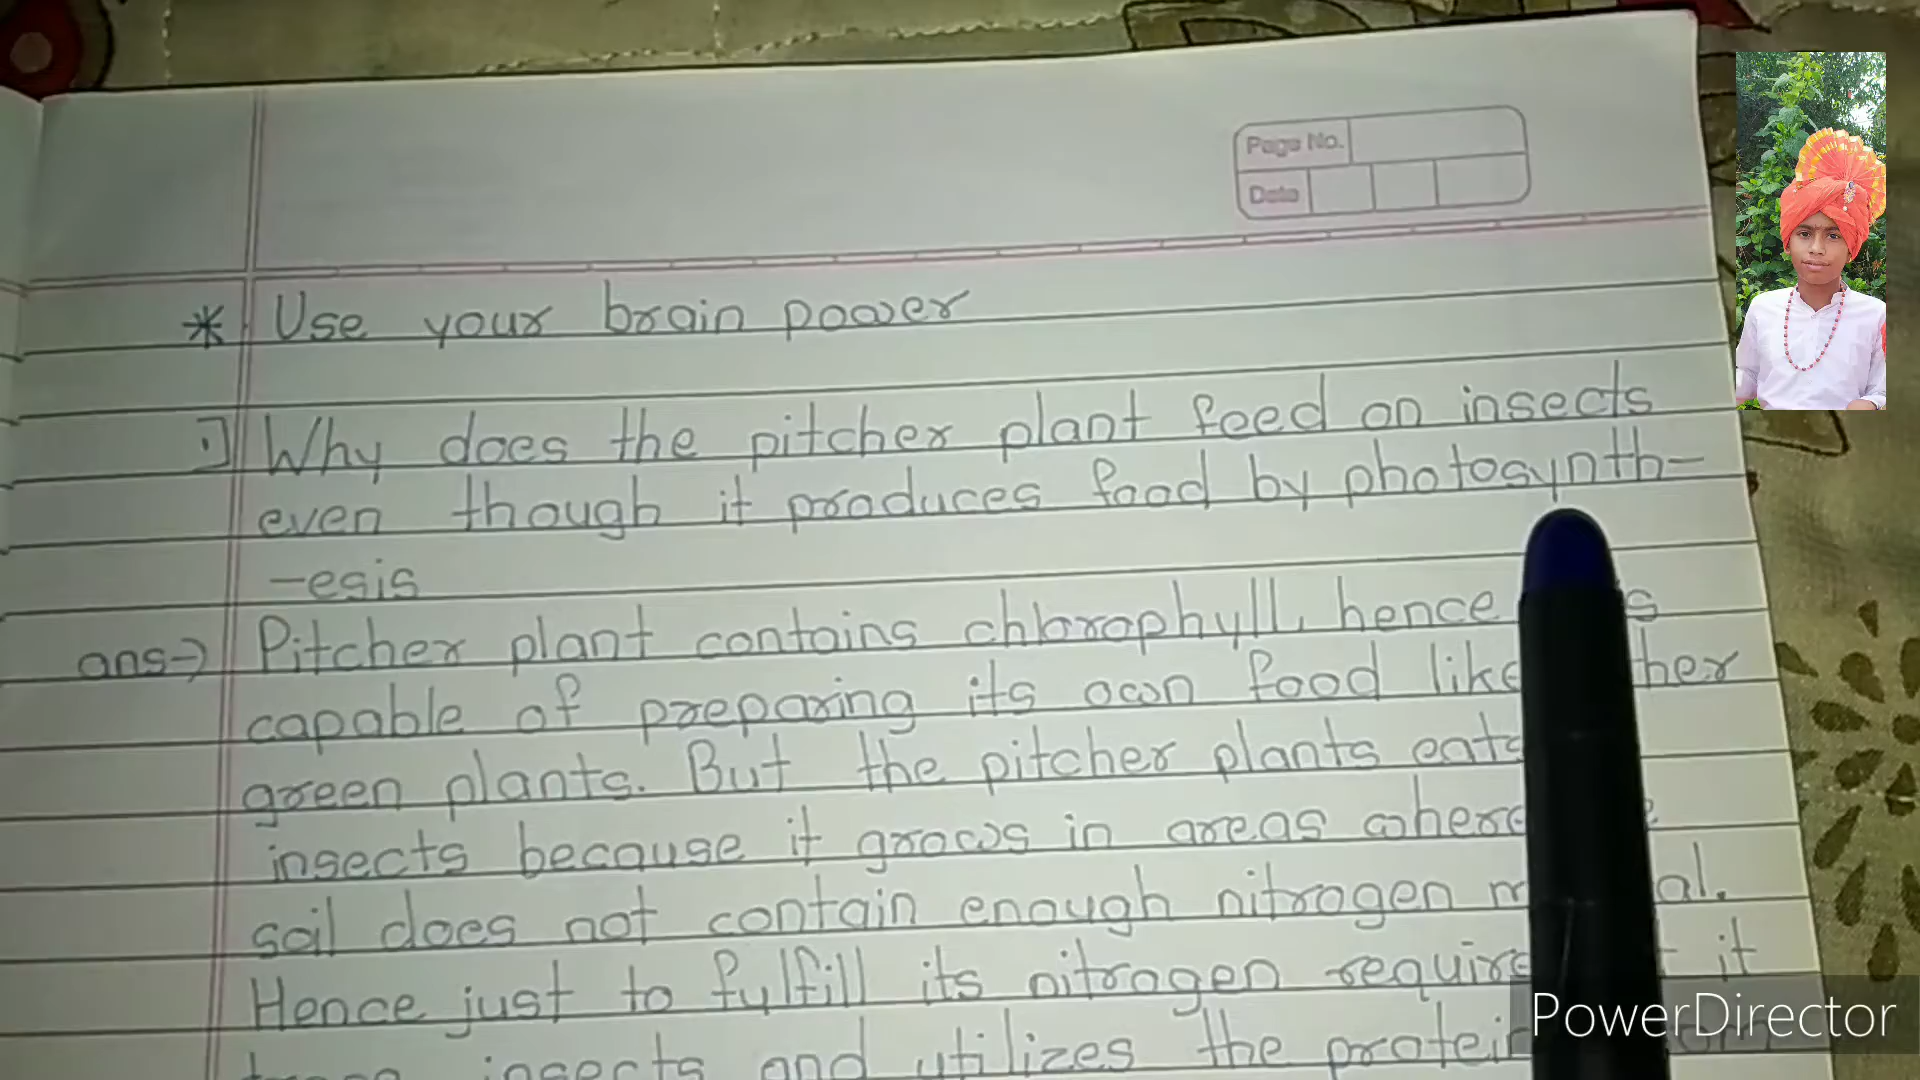 Page No.
Date
* Use your brain power
1] Why does the pitcher plant feed on insects
even though it produces food by photosynth-
-esis
ans→ Pitcher plant contains chlorophyll, hence
capable of preparing its own food like
green plants. But the pitcher plants eats
insects because it grows in areas where
soil does not contain enough nitrogen
Hence just to fulfill its nitrogen it
insects and utilizes the
PowerDirector